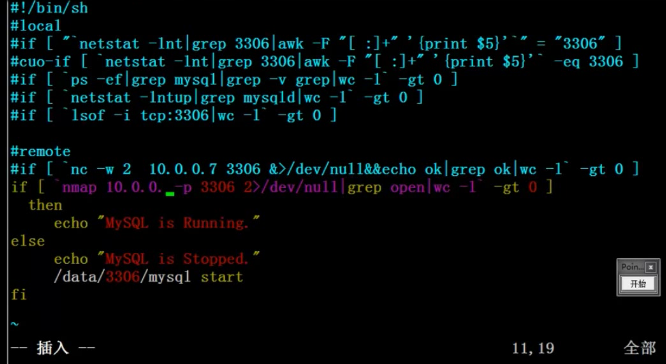 #!/bin/sh
#local
#if [ "`netstat -lnt|grep 3306|awk -F "[ :]+" '{print $5}'`" = "3306" ]
#cuo-if [ `netstat -lnt|grep 3306|awk -F "[ :]+" '{print $5}'` -eq 3306 ]
#if [ `ps -ef|grep mysql|grep -v grep|wc -l` -gt 0 ]
#if [ `netstat -lntup|grep mysqld|wc -l` -gt 0 ]
#if [ `lsof -i tcp:3306|wc -l` -gt 0 ]

#remote
#if [ `nc -w 2  10.0.0.7 3306 &>/dev/null&&echo ok|grep ok|wc -l` -gt 0 ]
if [ `nmap 10.0.0. -p 3306 2>/dev/null|grep open|wc -l` -gt 0 ]
  then
     echo "MySQL is Running."
else
     echo "MySQL is Stopped."
     /data/3306/mysql start
fi
~
Poin...
开始
-- 插入 -- 11,19 全部